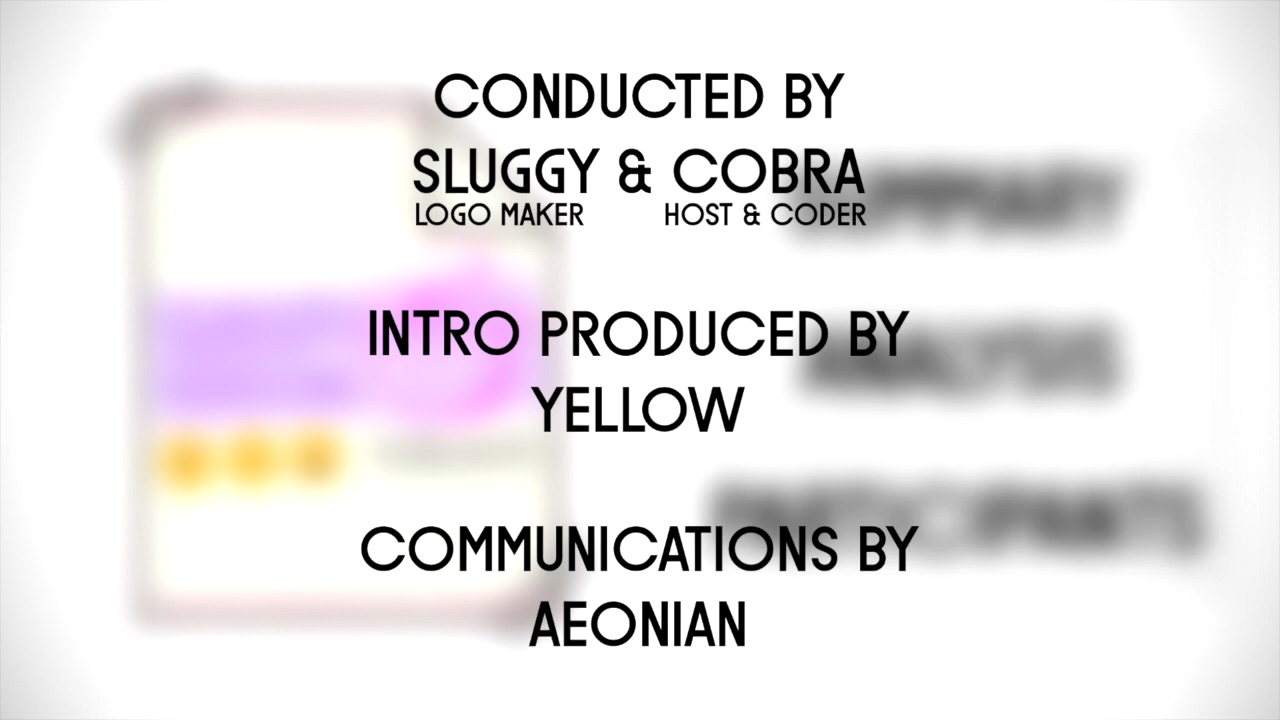 CONDUCTED BY
SLUGGY & COBRA
LOGO MAKER HOST & CODER
INTRO PRODUCED BY
YELLOW
COMMUNICATIONS BY
AEONIAN